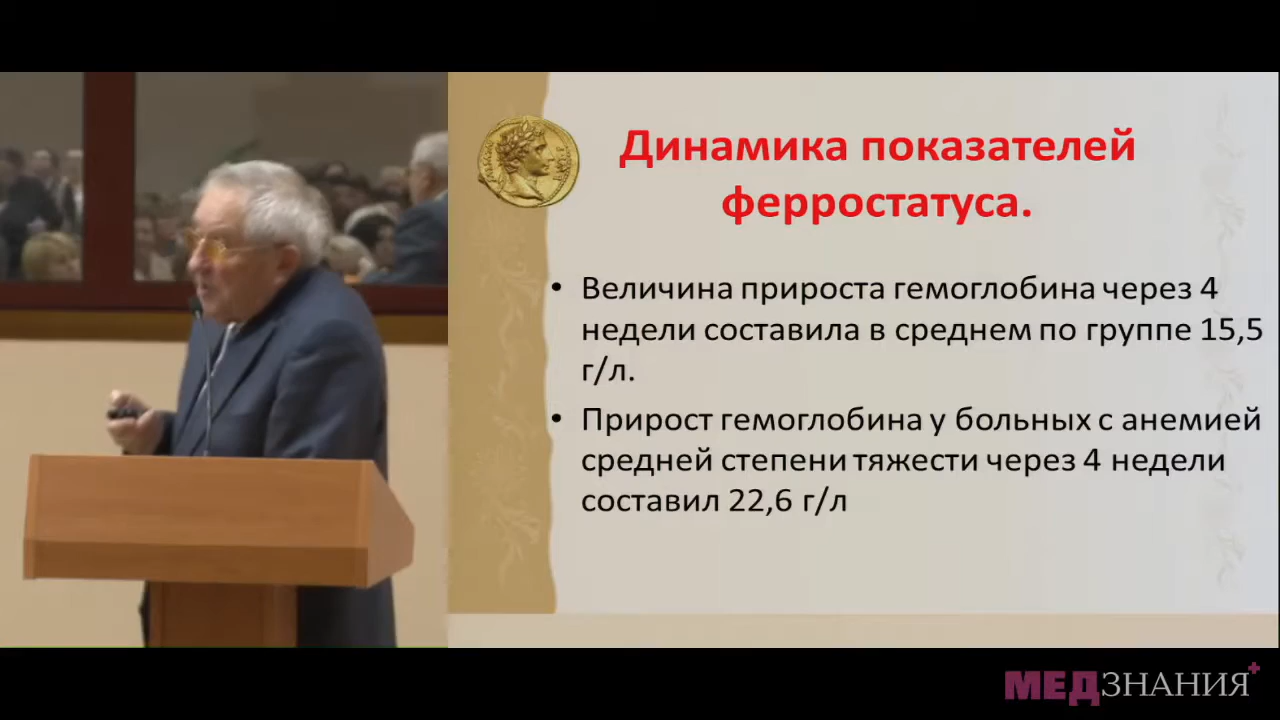 Динамика показателей
ферростатуса.
• Величина прироста гемоглобина через 4
недели составила в среднем по группе 15,5
г/л.
• Прирост гемоглобина у больных с анемией
средней степени тяжести через 4 недели
составил 22,6 г/л
МЕДЗНАНИЯ+